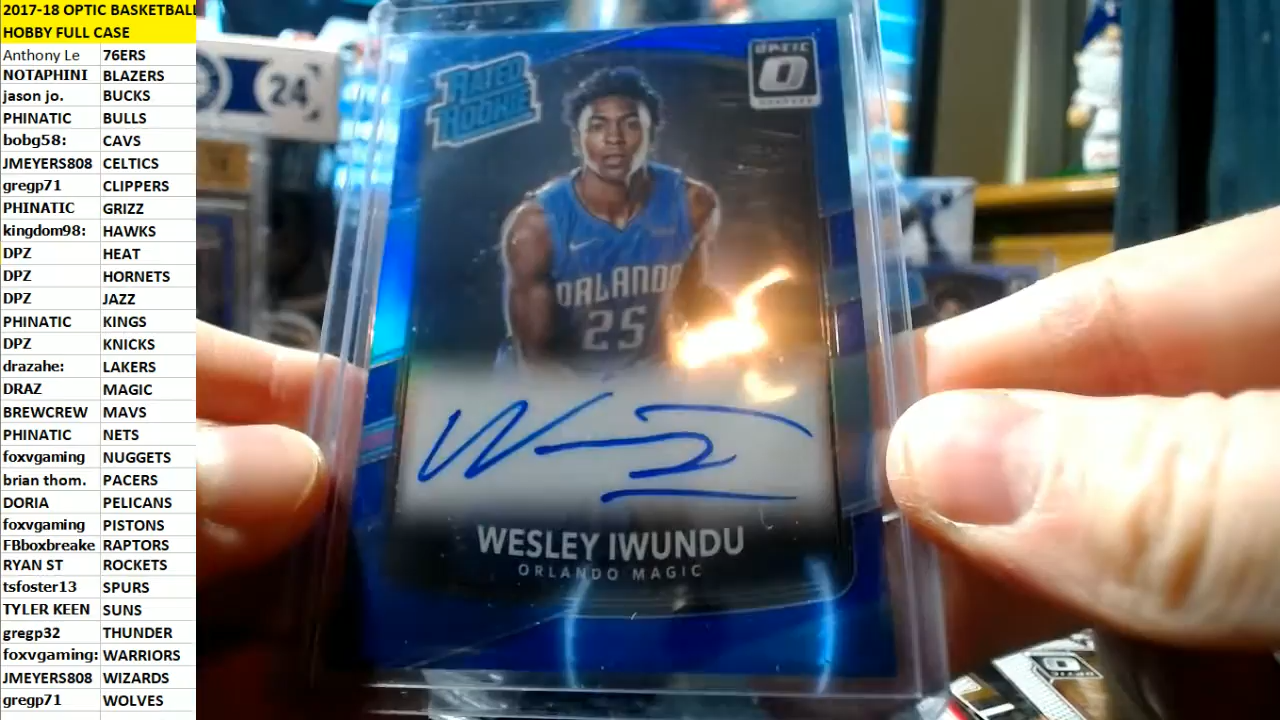 2017-18 OPTIC BASKETBALL
HOBBY FULL CASE
Anthony Le 76ERS
NOTAPHINI BLAZERS
jason jo. BUCKS
PHINATIC BULLS
bobg58: CAVS
JMEYERS808 CELTICS
gregp71 CLIPPERS
PHINATIC GRIZZ
kingdom98: HAWKS
DPZ HEAT
DPZ HORNETS
DPZ JAZZ
PHINATIC KINGS
DPZ KNICKS
drazahe: LAKERS
DRAZ MAGIC
BREWCREW MAVS
PHINATIC NETS
foxvgaming NUGGETS
brian thom. PACERS
DORIA PELICANS
foxvgaming PISTONS
FBboxbreake RAPTORS
RYAN ST ROCKETS
tsfoster13 SPURS
TYLER KEEN SUNS
gregp32 THUNDER
foxvgaming: WARRIORS
JMEYERS808 WIZARDS
gregp71 WOLVES
24
RATED
ROOKIE
OPTIC
ORLANDO
25
WESLEY IWUNDU
ORLANDO MAGIC